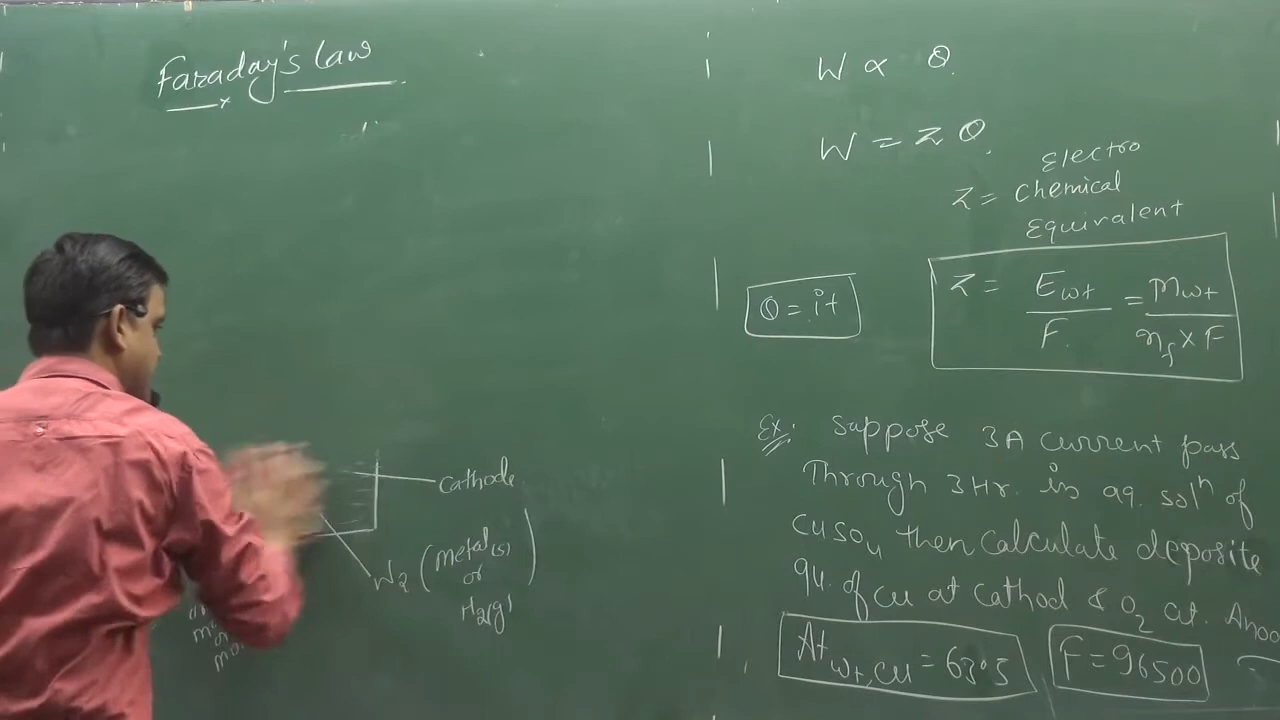 Faraday's Law
Cathode
W2 (metal(s)
or
H2(g)
W ∝ Q.
W = Z Q.
Electro
Z = Chemical
Equivalent
Q = it
Z = Ewt/F. = Mwt/nf × F
Ex. Suppose 3A current pass
Through 3Hr. in aq. solⁿ of
CuSO4 then calculate deposite
qu. of Cu at Cathod & O2 at. Anod
At wt, Cu = 63.5
F = 96500